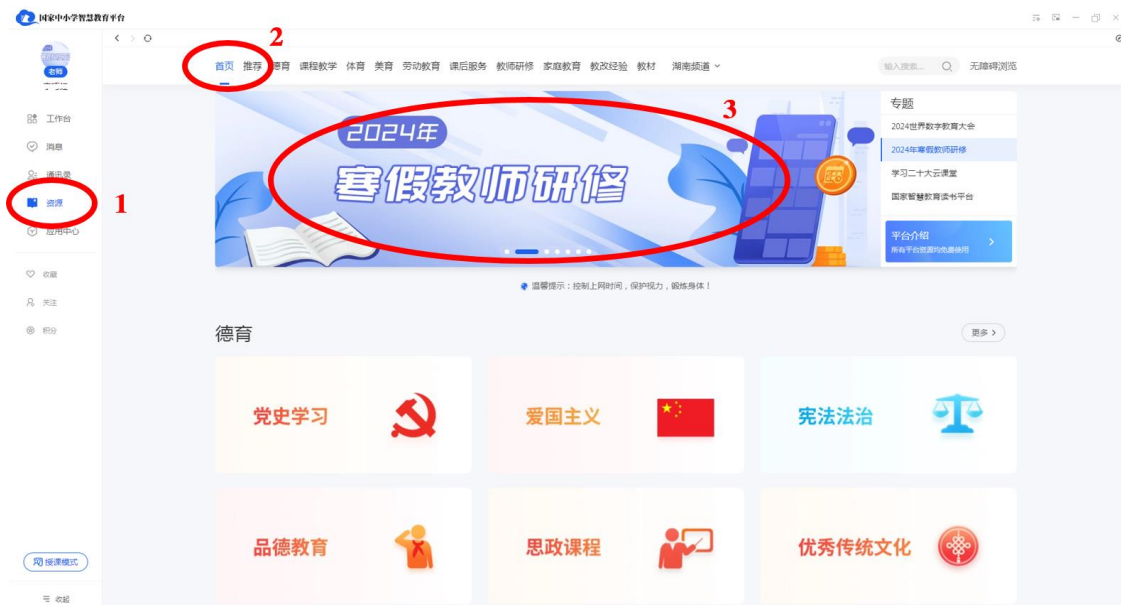 国家中小学智慧教育平台
2
首页 推荐 德育 课程教学 体育 美育 劳动教育 课后服务 教师研修 家庭教育 教改经验 教材 湖南频道
输入搜索... 无障碍浏览
老师
工作台
消息
通讯录
资源
1
应用中心
收藏
关注
积分
授课模式
收起
3
2024年
寒假教师研修
专题
2024世界数字教育大会
2024年寒假教师研修
学习二十大云课堂
国家智慧教育读书平台
平台介绍
所有平台资源均免费使用
温馨提示：控制上网时间，保护视力，锻炼身体！
德育
更多 >
党史学习
爱国主义
宪法法治
品德教育
思政课程
优秀传统文化